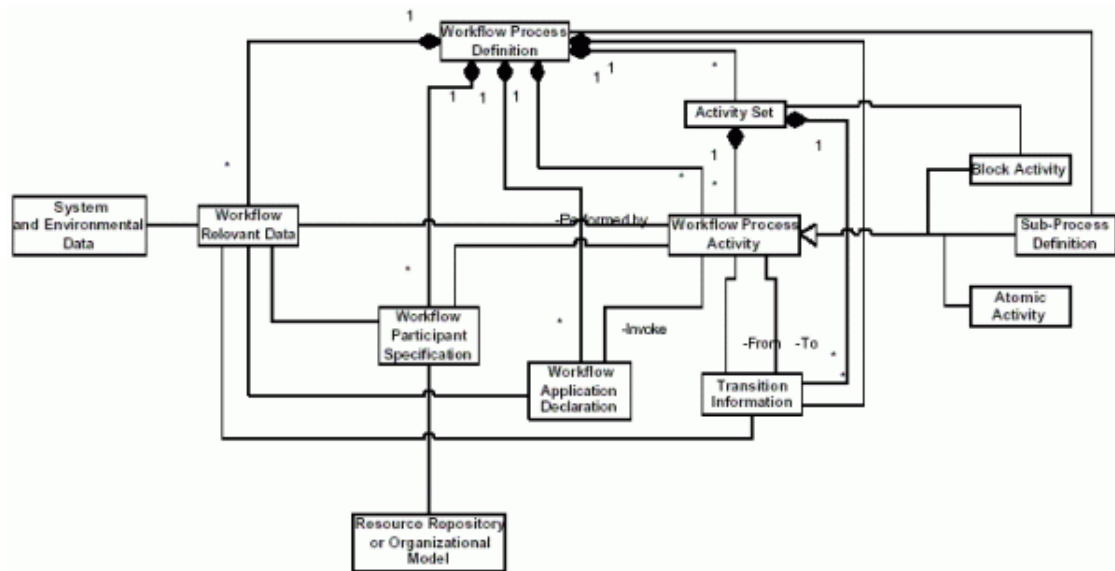 1
Workflow Process
Definition
1
1
*
1
1
1
Activity Set
1
1
*
Block Activity
*
*
System
and Environmental
Data
Workflow
Relevant Data
-Performed by
Workflow Process
Activity
Sub-Process
Definition
*
Atomic
Activity
Workflow
Participant
Specification
*
-Invoke
-From
-To
*
*
Workflow
Application
Declaration
Transition
Information
Resource Repository
or Organizational
Model